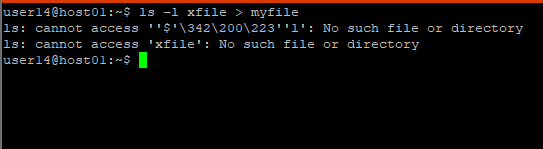 user14@host01:~$ ls –l xfile > myfile
ls: cannot access ''$'\342\200\223''l': No such file or directory
ls: cannot access 'xfile': No such file or directory
user14@host01:~$